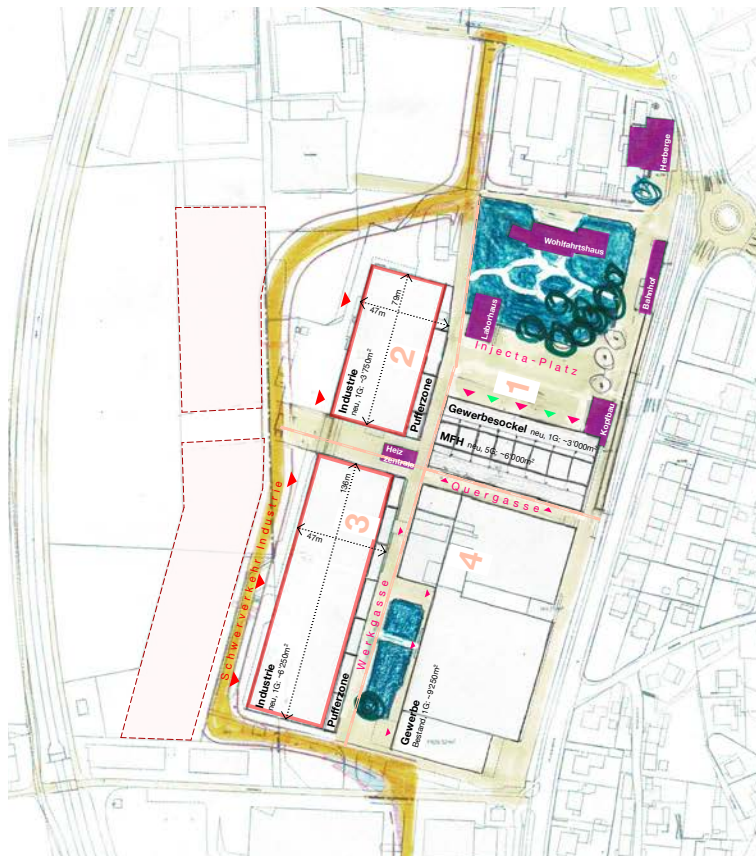 Herberge
Wohlfahrtshaus
Bahnhof
Laborhaus
Injecta-Platz
1
Kopfbau
Gewerbesockel neu, 1G: ~3'000m²
MFH neu, 5G: ~6'000m²
Quergasse
79m
47m
2
Industrie
neu, 1G: ~3'750m²
Pufferzone
Heiz
zentrale
136m
47m
3
Industrie
neu, 1G: ~6'250m²
Pufferzone
Schwerverkehr Industrie
Werkgasse
4
Gewerbe
Bestand, 1G: ~9'250m²